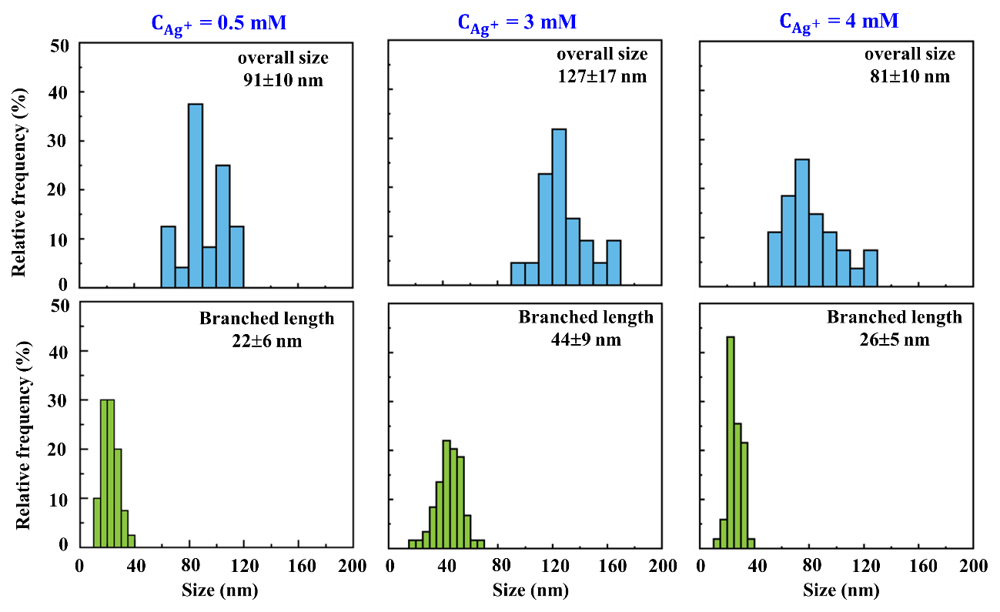 C_Ag⁺ = 0.5 mM
C_Ag⁺ = 3 mM
C_Ag⁺ = 4 mM
Relative frequency (%)
50
40
30
20
10
0
overall size
91±10 nm
overall size
127±17 nm
overall size
81±10 nm
Relative frequency (%)
50
40
30
20
10
0
Branched length
22±6 nm
Branched length
44±9 nm
Branched length
26±5 nm
0 40 80 120 160 200
0 40 80 120 160 200
0 40 80 120 160 200
Size (nm)
Size (nm)
Size (nm)